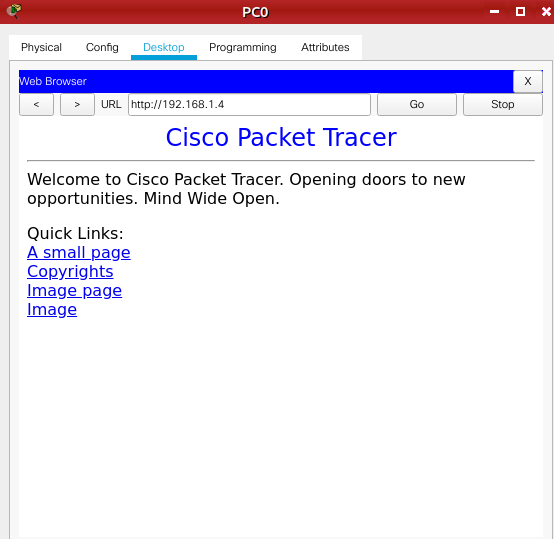 PC0
Physical Config Desktop Programming Attributes
Web Browser X
< > URL http://192.168.1.4 Go Stop
Cisco Packet Tracer
Welcome to Cisco Packet Tracer. Opening doors to new
opportunities. Mind Wide Open.
Quick Links:
A small page
Copyrights
Image page
Image